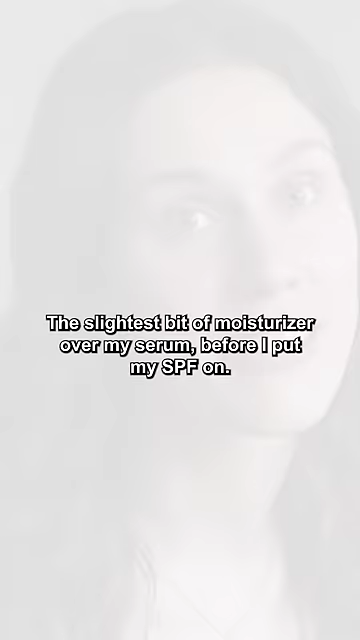 The slightest bit of moisturizer
over my serum, before I put
my SPF on.